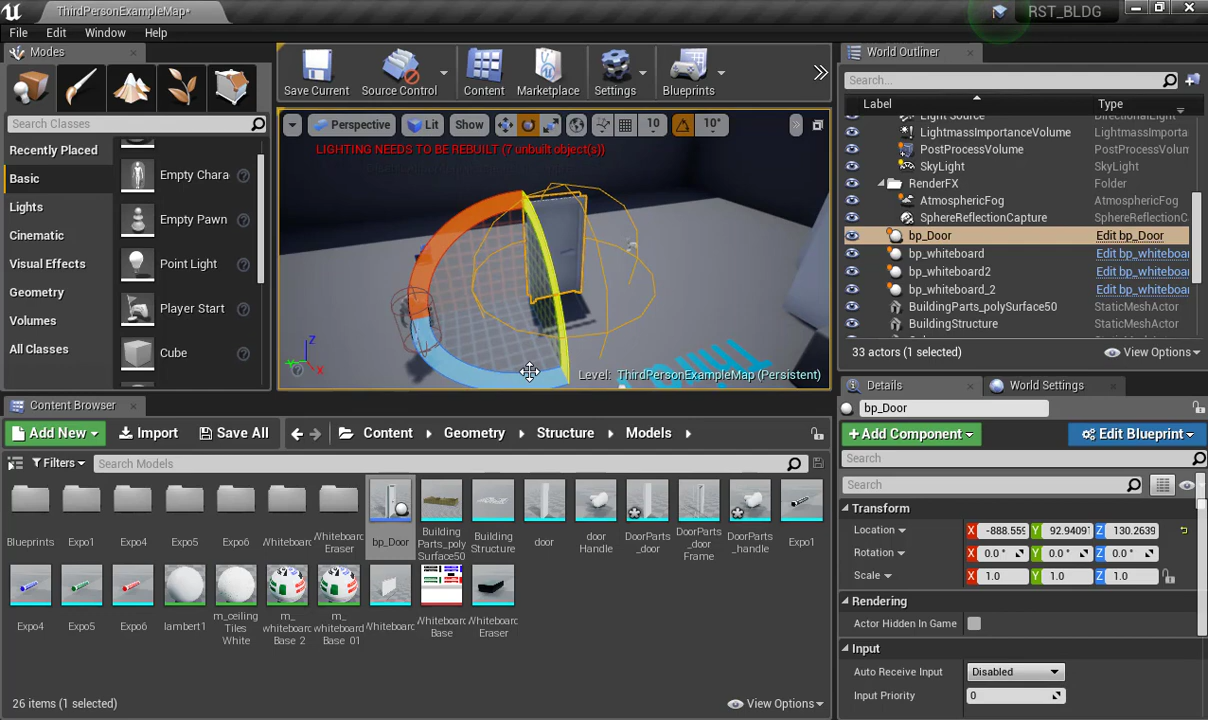 ThirdPersonExampleMap*
RST_BLDG
File Edit Window Help
Modes
Search Classes
Recently Placed
Basic
Lights
Cinematic
Visual Effects
Geometry
Volumes
All Classes
Empty Chara
Empty Pawn
Point Light
Player Start
Cube
Save Current
Source Control
Content
Marketplace
Settings
Blueprints
Perspective
Lit
Show
10
10°
LIGHTING NEEDS TO BE REBUILT (7 unbuilt object(s))
Z
X
Level: ThirdPersonExampleMap (Persistent)
World Outliner
Search...
Label Type
Light Source DirectionalLight
LightmassImportanceVolume LightmassImportan
PostProcessVolume PostProcessVolum
SkyLight SkyLight
RenderFX Folder
AtmosphericFog AtmosphericFog
SphereReflectionCapture SphereReflectionC
bp_Door Edit bp_Door
bp_whiteboard Edit bp_whiteboar
bp_whiteboard2 Edit bp_whiteboar
bp_whiteboard_2 Edit bp_whiteboar
BuildingParts_polySurface50 StaticMeshActor
BuildingStructure StaticMeshActor
33 actors (1 selected)
View Options
Details
World Settings
bp_Door
Add Component
Edit Blueprint
Search
Search
Transform
Location X -888.555 Y 92.9409 Z 130.2639
Rotation X 0.0° Y 0.0° Z 0.0°
Scale X 1.0 Y 1.0 Z 1.0
Rendering
Actor Hidden In Game
Input
Auto Receive Input Disabled
Input Priority 0
Content Browser
Add New
Import
Save All
Content Geometry Structure Models
Filters
Search Models
Blueprints
Expo1
Expo4
Expo5
Expo6
Whiteboard
Whiteboard Eraser
bp_Door
Building Parts_poly Surface50
Building Structure
door
door Handle
DoorParts _door
DoorParts _door Frame
DoorParts _handle
Expo1
Expo4
Expo5
Expo6
lambert1
m_ceiling Tiles White
m_ whiteboard Base_2
m_ whiteboard Base_01
Whiteboard
Whiteboard Base
Whiteboard Eraser
26 items (1 selected)
View Options